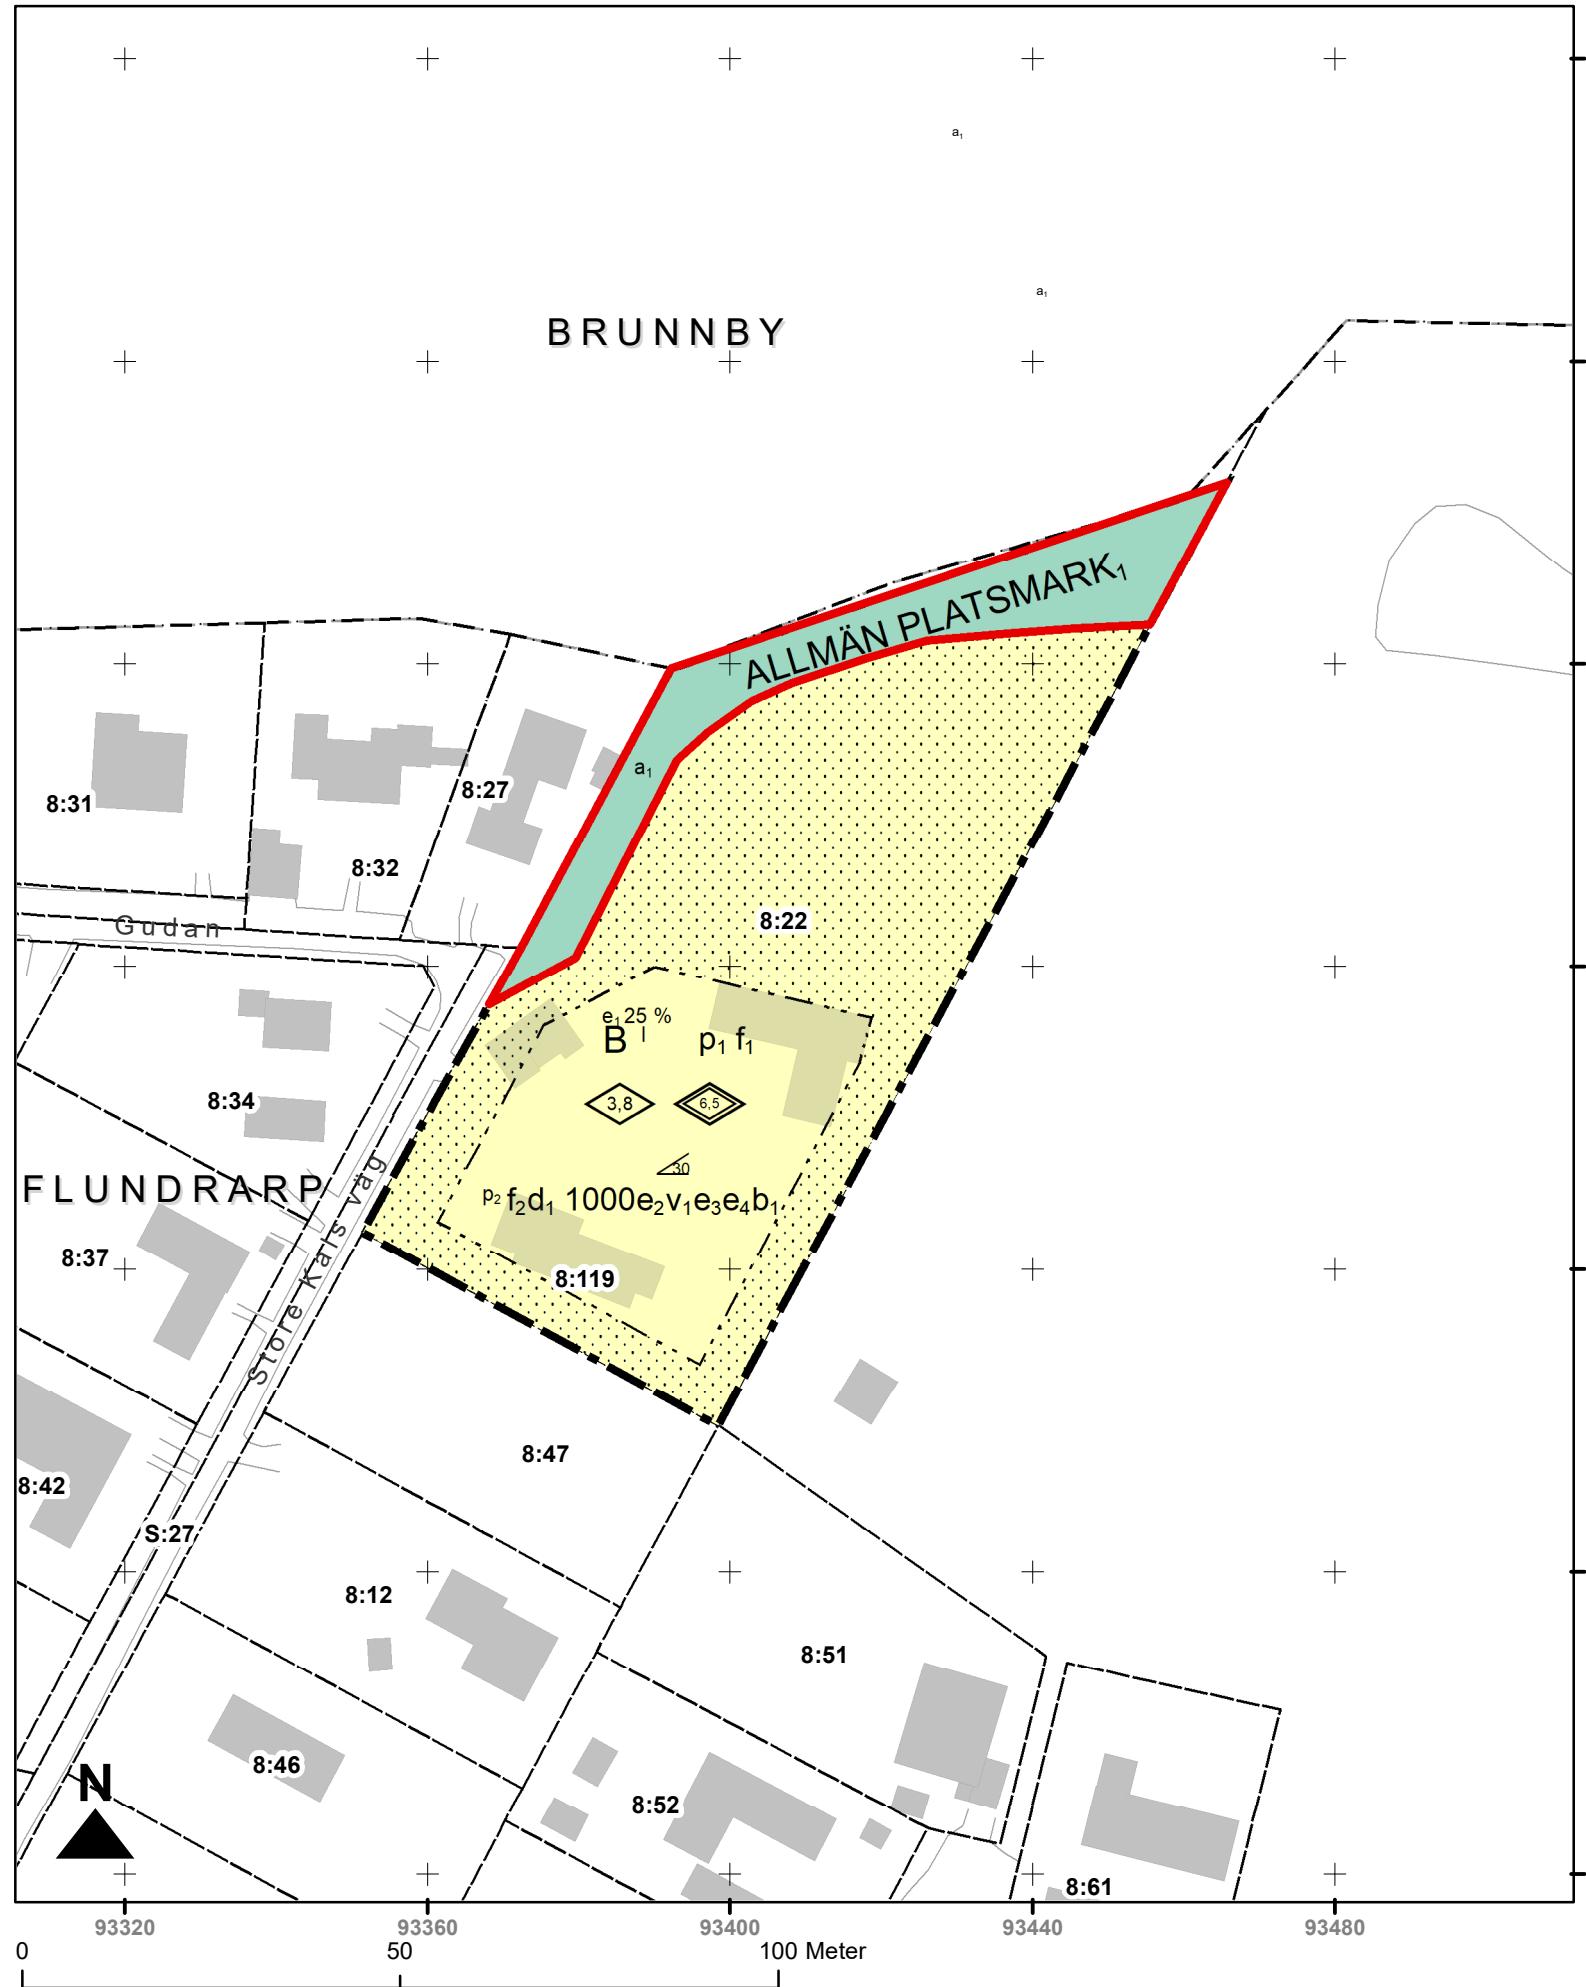 a₁
a₁
BRUNNBY
ALLMÄN PLATSMARK₁
a₁
8:27
8:31
8:32
8:22
Gudan
e₁25 %
B I
p₁ f₁
3,8
6,5
8:34
30
FLUNDRARP
p₂ f₂d₁ 1000e₂v₁e₃e₄b₁
8:37
Store Kals väg
8:119
8:47
8:42
S:27
8:12
8:51
8:46
N
8:52
8:61
93320
93360
93400
93440
93480
0
50
100 Meter